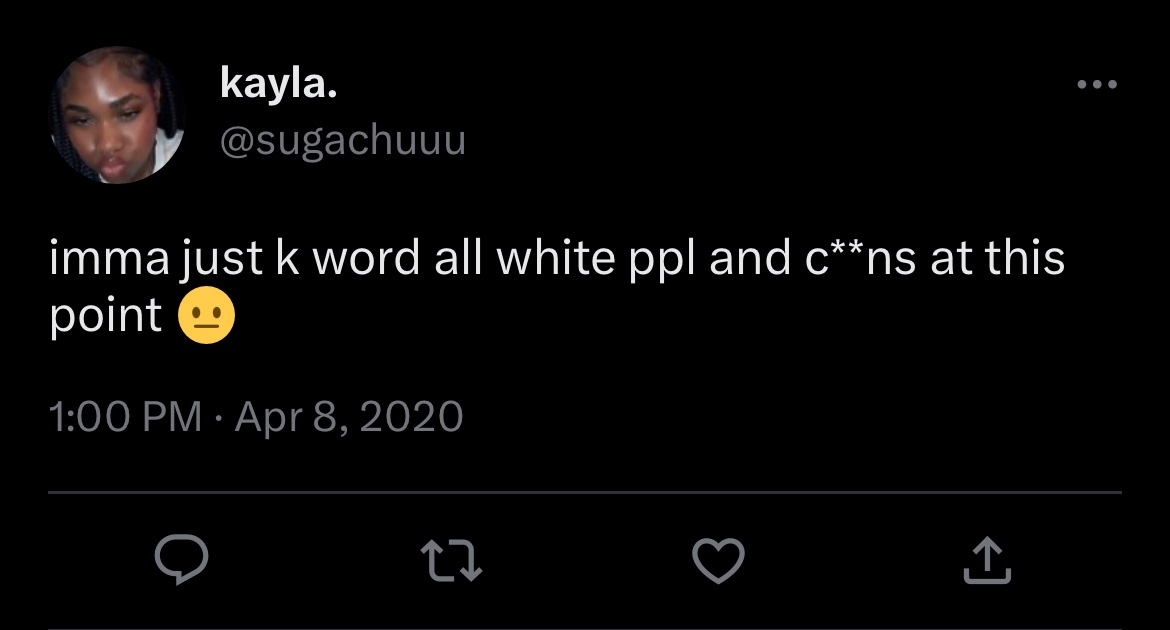 kayla.
@sugachuuu
imma just k word all white ppl and c**ns at this
point 😐
1:00 PM · Apr 8, 2020